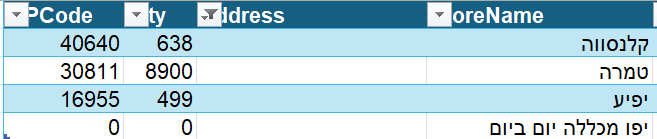 PCode ty ddress oreName
40640 638 קלנסווה
30811 8900 טמרה
16955 499 יפיע
0 0 יפו מכללה יום ביום